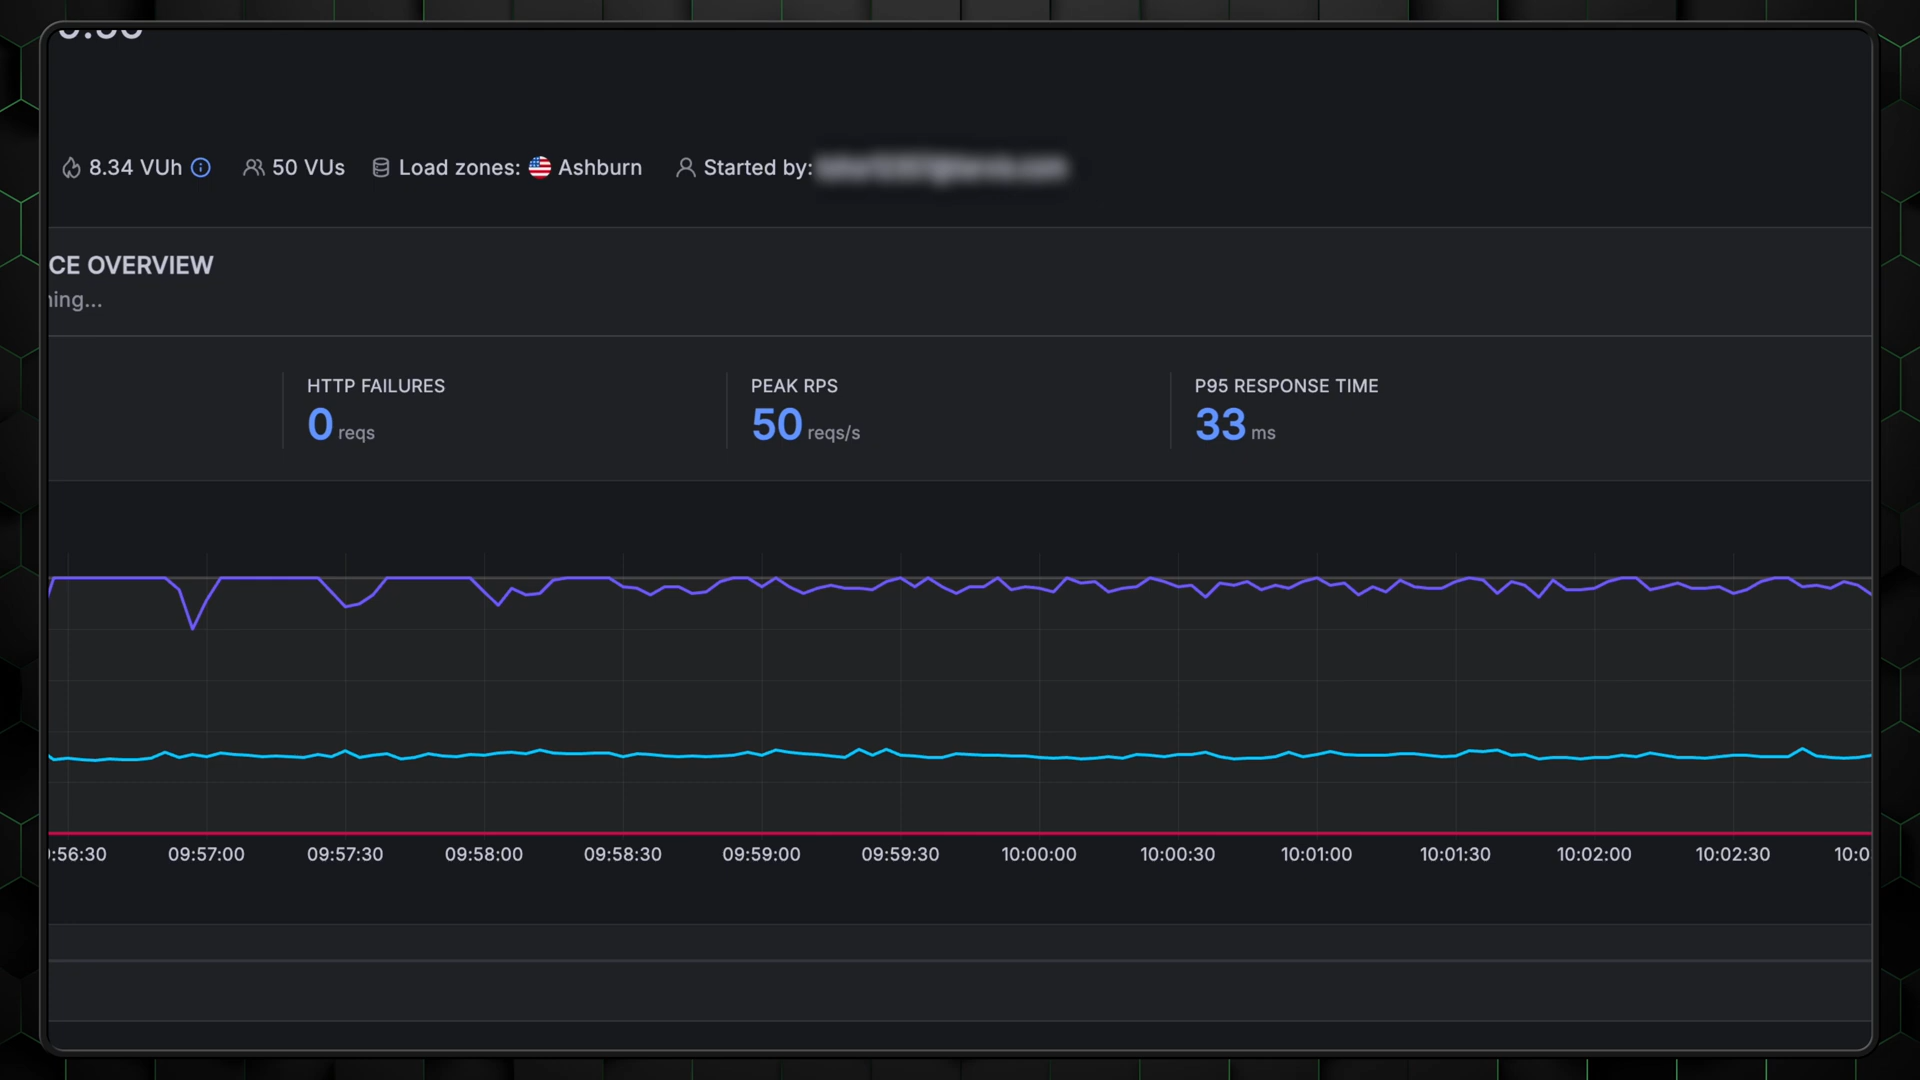 8.34 VUh 50 VUs Load zones: Ashburn Started by:
CE OVERVIEW
ning...
HTTP FAILURES PEAK RPS P95 RESPONSE TIME
0 reqs 50 reqs/s 33 ms
:56:30 09:57:00 09:57:30 09:58:00 09:58:30 09:59:00 09:59:30 10:00:00 10:00:30 10:01:00 10:01:30 10:02:00 10:02:30 10:0